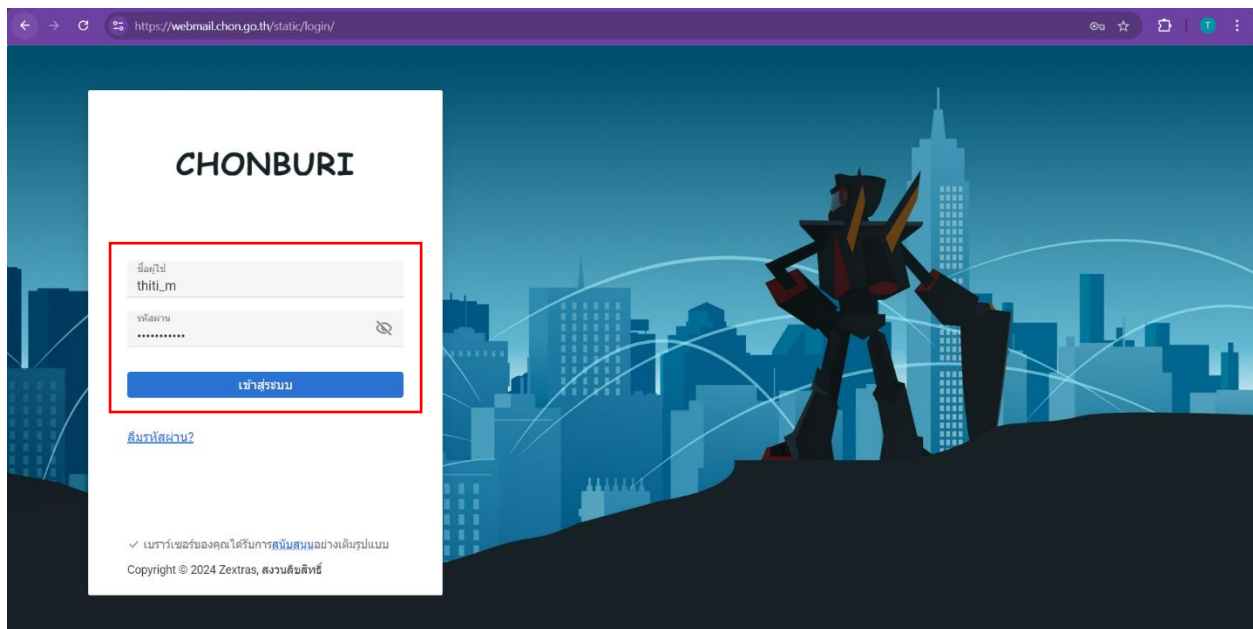 https://webmail.chon.go.th/static/login/
T
CHONBURI
ชื่อผู้ใช้
thiti_m
รหัสผ่าน
•••••••••••
เข้าสู่ระบบ
ลืมรหัสผ่าน?
เบราว์เซอร์ของคุณได้รับการสนับสนุนอย่างเต็มรูปแบบ
Copyright © 2024 Zextras, สงวนลิขสิทธิ์